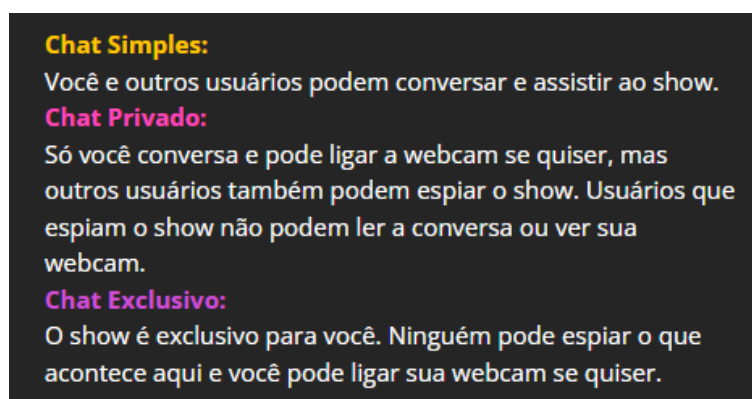 Chat Simples:
Você e outros usuários podem conversar e assistir ao show.
Chat Privado:
Só você conversa e pode ligar a webcam se quiser, mas
outros usuários também podem espiar o show. Usuários que
espiam o show não podem ler a conversa ou ver sua
webcam.
Chat Exclusivo:
O show é exclusivo para você. Ninguém pode espiar o que
acontece aqui e você pode ligar sua webcam se quiser.